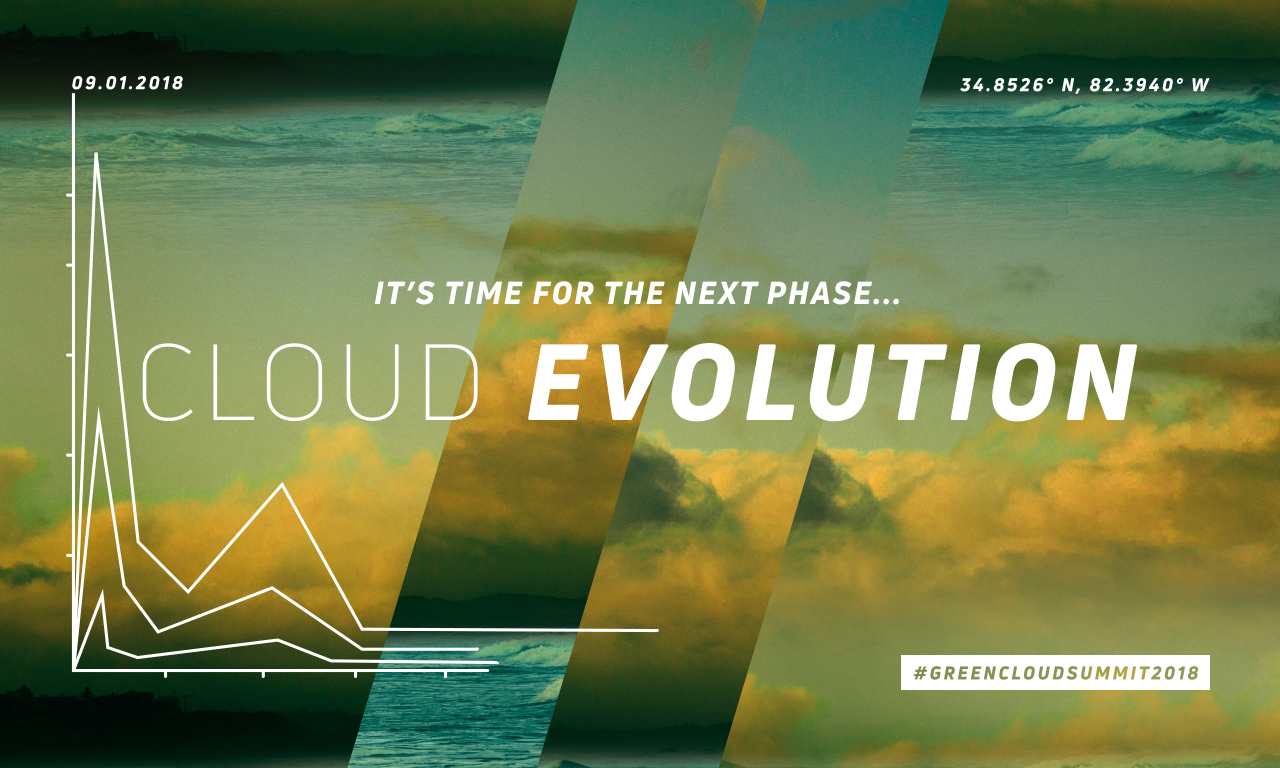 09.01.2018
34.8526° N, 82.3940° W
IT'S TIME FOR THE NEXT PHASE...
CLOUD EVOLUTION
#GREENCLOUDSUMMIT2018